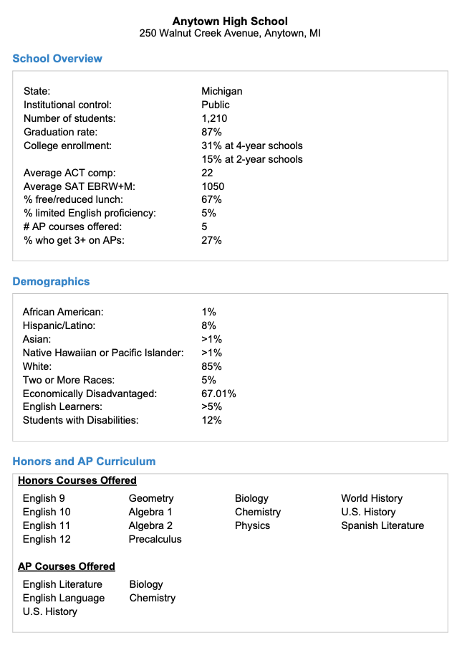 Anytown High School
250 Walnut Creek Avenue, Anytown, MI
School Overview
State: Michigan
Institutional control: Public
Number of students: 1,210
Graduation rate: 87%
College enrollment: 31% at 4-year schools
15% at 2-year schools
Average ACT comp: 22
Average SAT EBRW+M: 1050
% free/reduced lunch: 67%
% limited English proficiency: 5%
# AP courses offered: 5
% who get 3+ on APs: 27%
Demographics
African American: 1%
Hispanic/Latino: 8%
Asian: >1%
Native Hawaiian or Pacific Islander: >1%
White: 85%
Two or More Races: 5%
Economically Disadvantaged: 67.01%
English Learners: >5%
Students with Disabilities: 12%
Honors and AP Curriculum
Honors Courses Offered
English 9 Geometry Biology World History
English 10 Algebra 1 Chemistry U.S. History
English 11 Algebra 2 Physics Spanish Literature
English 12 Precalculus
AP Courses Offered
English Literature Biology
English Language Chemistry
U.S. History